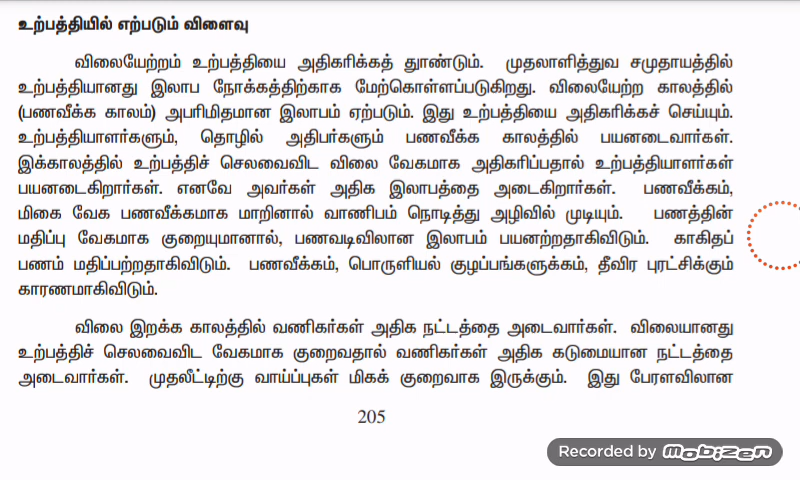 உற்பத்தியில் எற்படும் விளைவு
விலையேற்றம் உற்பத்தியை அதிகரிக்கத் துாண்டும். முதலாளித்துவ சமுதாயத்தில்
உற்பத்தியானது இலாப நோக்கத்திற்காக மேற்கொள்ளப்படுகிறது. விலையேற்ற காலத்தில்
(பணவீக்க காலம்) அபரிமிதமான இலாபம் ஏற்படும். இது உற்பத்தியை அதிகரிக்கச் செய்யும்.
உற்பத்தியாளர்களும், தொழில் அதிபர்களும் பணவீக்க காலத்தில் பயனடைவார்கள்.
இக்காலத்தில் உற்பத்திச் செலவைவிட விலை வேகமாக அதிகரிப்பதால் உற்பத்தியாளர்கள்
பயனடைகிறார்கள். எனவே அவர்கள் அதிக இலாபத்தை அடைகிறார்கள். பணவீக்கம்,
மிகை வேக பணவீக்கமாக மாறினால் வாணிபம் நொடித்து அழிவில் முடியும். பணத்தின்
மதிப்பு வேகமாக குறையுமானால், பணவடிவிலான இலாபம் பயனற்றதாகிவிடும். காகிதப்
பணம் மதிப்பற்றதாகிவிடும். பணவீக்கம், பொருளியல் குழப்பங்களுக்கம், தீவிர புரட்சிக்கும்
காரணமாகிவிடும்.
விலை இறக்க காலத்தில் வணிகர்கள் அதிக நட்டத்தை அடைவார்கள். விலையானது
உற்பத்திச் செலவைவிட வேகமாக குறைவதால் வணிகர்கள் அதிக கடுமையான நட்டத்தை
அடைவார்கள். முதலீட்டிற்கு வாய்ப்புகள் மிகக் குறைவாக இருக்கும். இது பேரளவிலான
205
Recorded by mobizen